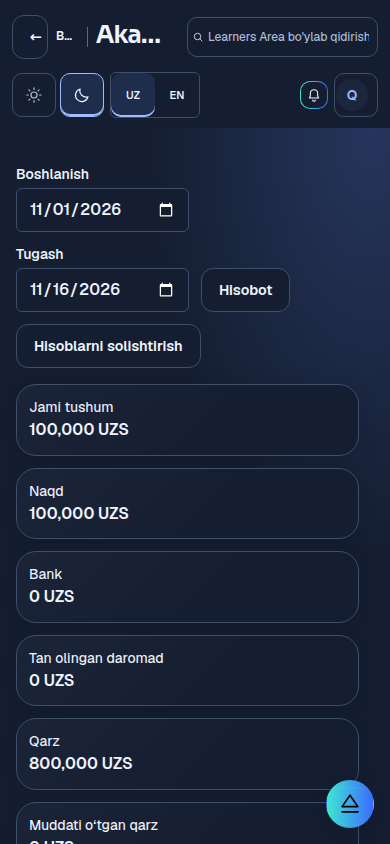 B...
Aka...
Learners Area bo'ylab qidirish
UZ
EN
Q
Boshlanish
11/01/2026
Tugash
11/16/2026
Hisobot
Hisoblarni solishtirish
Jami tushum
100,000 UZS
Naqd
100,000 UZS
Bank
0 UZS
Tan olingan daromad
0 UZS
Qarz
800,000 UZS
Muddati o‘tgan qarz
0 UZS